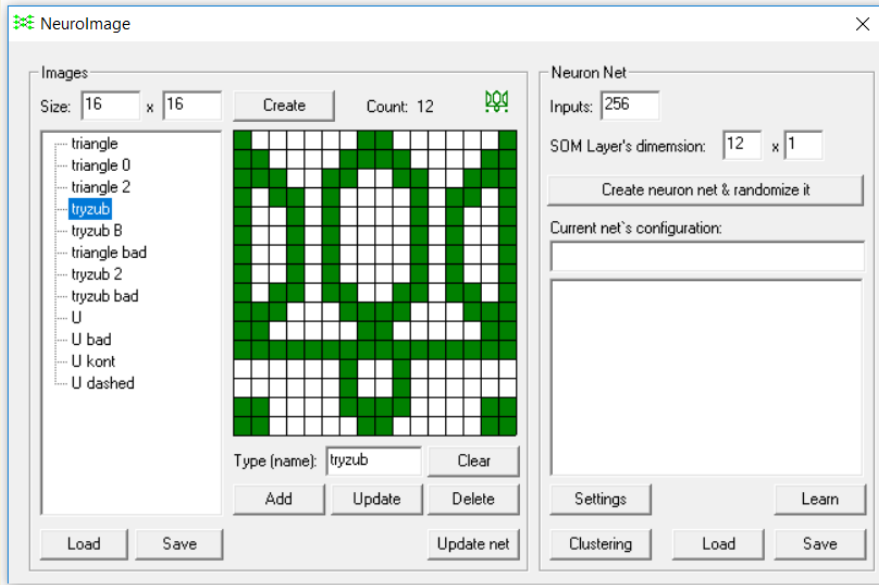 NeuroImage
Images
Size: 16 x 16 Create Count: 12
triangle
triangle 0
triangle 2
tryzub
tryzub B
triangle bad
tryzub 2
tryzub bad
U
U bad
U kont
U dashed
Type (name): tryzub Clear
Add Update Delete
Load Save Update net
Neuron Net
Inputs: 256
SOM Layer's dimemsion: 12 x 1
Create neuron net & randomize it
Current net`s configuration:
Settings Learn
Clustering Load Save